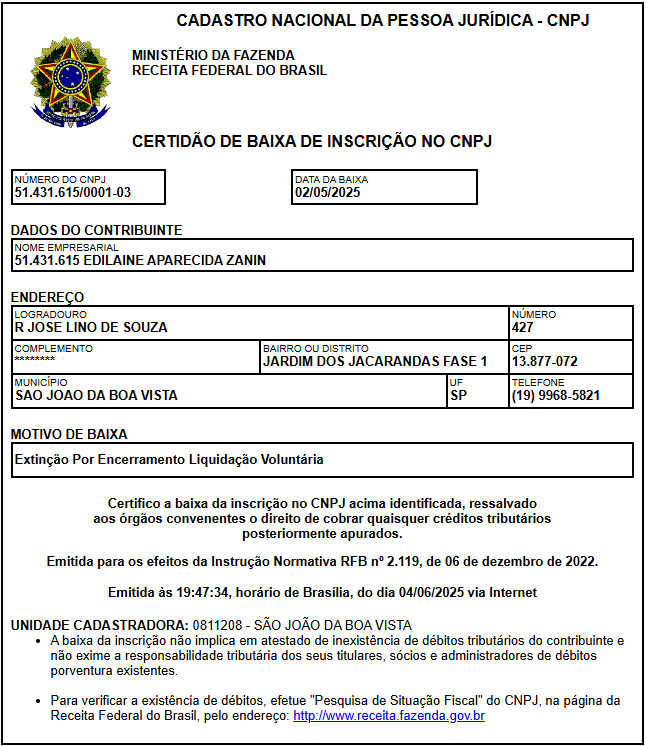 CADASTRO NACIONAL DA PESSOA JURÍDICA - CNPJ
MINISTÉRIO DA FAZENDA
RECEITA FEDERAL DO BRASIL
CERTIDÃO DE BAIXA DE INSCRIÇÃO NO CNPJ
NÚMERO DO CNPJ
51.431.615/0001-03
DATA DA BAIXA
02/05/2025
DADOS DO CONTRIBUINTE
NOME EMPRESARIAL
51.431.615 EDILAINE APARECIDA ZANIN
ENDEREÇO
LOGRADOURO
R JOSE LINO DE SOUZA
NÚMERO
427
COMPLEMENTO
********
BAIRRO OU DISTRITO
JARDIM DOS JACARANDAS FASE 1
CEP
13.877-072
MUNICÍPIO
SAO JOAO DA BOA VISTA
UF
SP
TELEFONE
(19) 9968-5821
MOTIVO DE BAIXA
Extinção Por Encerramento Liquidação Voluntária
Certifico a baixa da inscrição no CNPJ acima identificada, ressalvado
aos órgãos convenentes o direito de cobrar quaisquer créditos tributários
posteriormente apurados.
Emitida para os efeitos da Instrução Normativa RFB nº 2.119, de 06 de dezembro de 2022.
Emitida às 19:47:34, horário de Brasília, do dia 04/06/2025 via Internet
UNIDADE CADASTRADORA: 0811208 - SÃO JOÃO DA BOA VISTA
• A baixa da inscrição não implica em atestado de inexistência de débitos tributários do contribuinte e
não exime a responsabilidade tributária dos seus titulares, sócios e administradores de débitos
porventura existentes.
• Para verificar a existência de débitos, efetue "Pesquisa de Situação Fiscal" do CNPJ, na página da
Receita Federal do Brasil, pelo endereço: http://www.receita.fazenda.gov.br